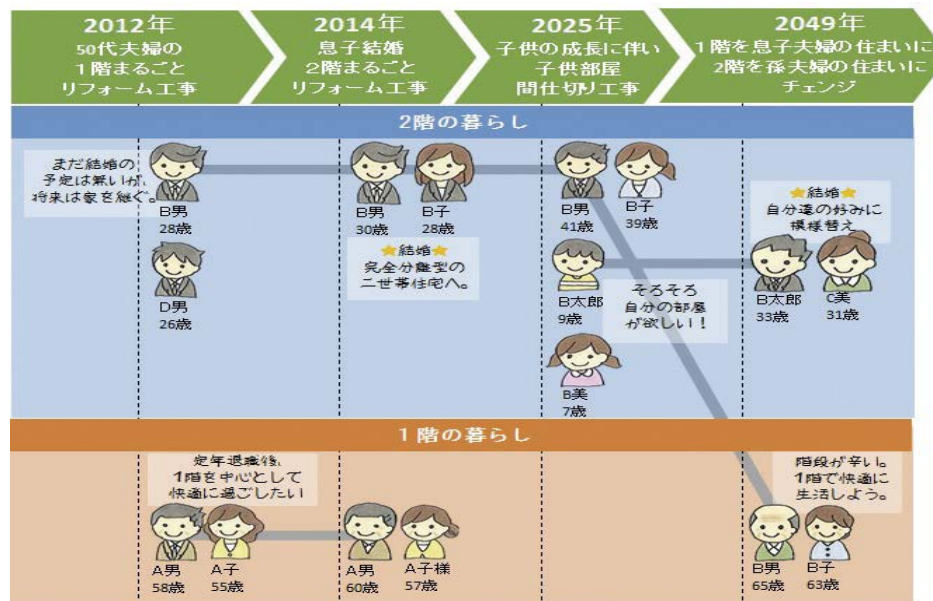 2012年
50代夫婦の
1階まるごと
リフォーム工事
2014年
息子結婚
2階まるごと
リフォーム工事
2025年
子供の成長に伴い
子供部屋
間仕切り工事
2049年
1階を息子夫婦の住まいに
2階を孫夫婦の住まいに
チェンジ
2階の暮らし
まだ結婚の
予定は無いが、
将来は家を継ぐ。
B男
28歳
D男
26歳
B男
30歳
B子
28歳
★結婚★
完全分離型の
二世帯住宅へ。
B男
41歳
B子
39歳
B太郎
9歳
そろそろ
自分の部屋
が欲しい！
B美
7歳
★結婚★
自分達の好みに
模様替え
B太郎
33歳
C美
31歳
1階の暮らし
定年退職後、
1階を中心として
快適に過ごしたい
A男
58歳
A子
55歳
A男
60歳
A子様
57歳
階段が辛い。
1階で快適に
生活しよう。
B男
65歳
B子
63歳